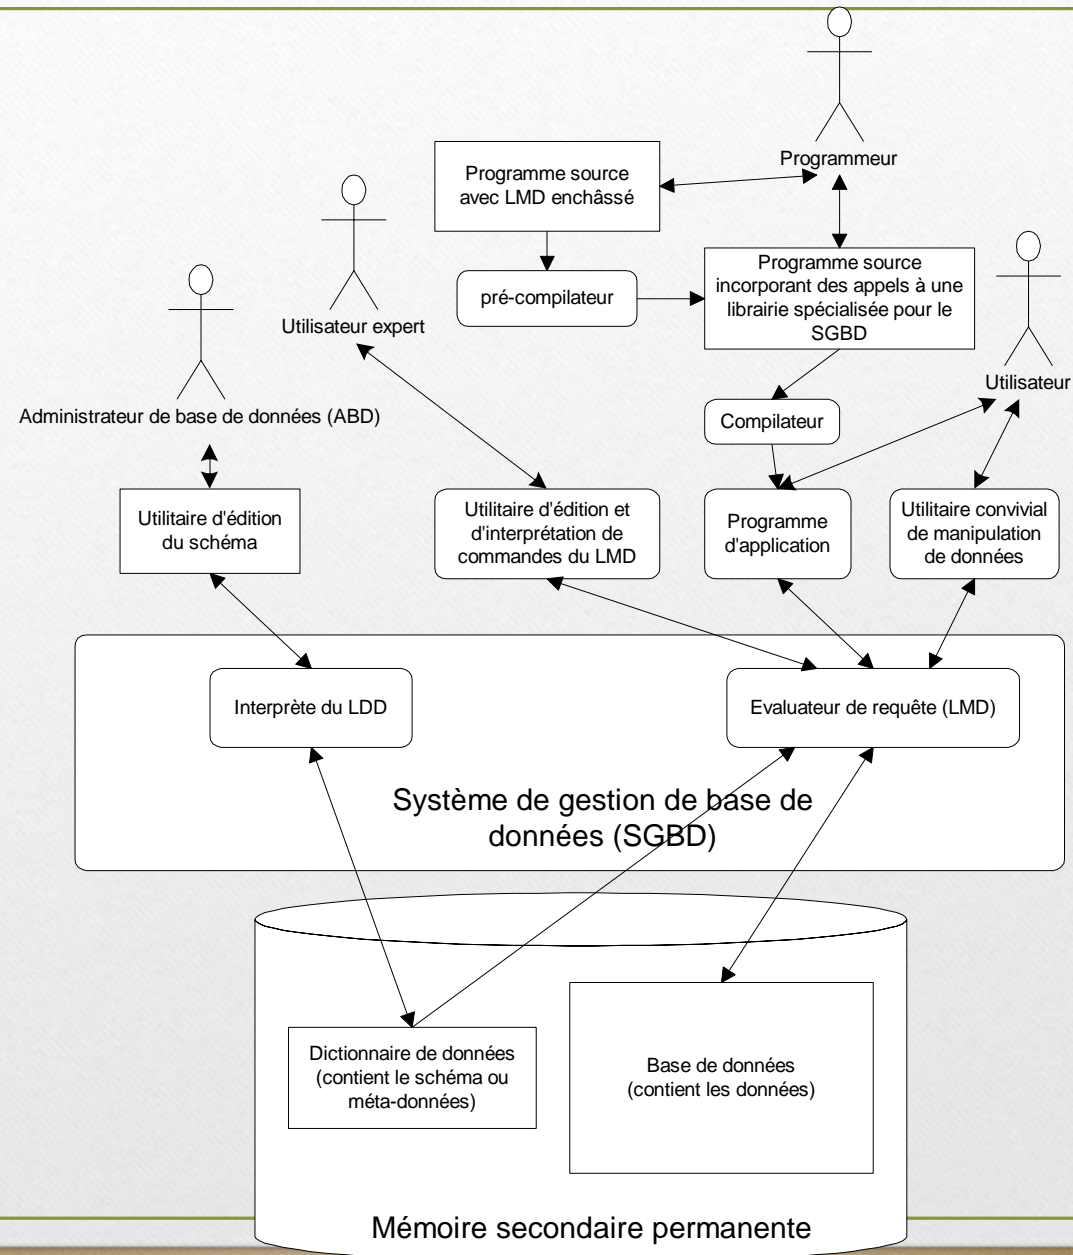 Programmeur
Programme source
avec LMD enchâssé
pré-compilateur
Programme source
incorporant des appels à une
librairie spécialisée pour le
SGBD
Utilisateur expert
Utilisateur
Administrateur de base de données (ABD)
Compilateur
Utilitaire d'édition
du schéma
Utilitaire d'édition et
d'interprétation de
commandes du LMD
Programme
d'application
Utilitaire convivial
de manipulation
de données
Interprète du LDD
Evaluateur de requête (LMD)
Système de gestion de base de
données (SGBD)
Dictionnaire de données
(contient le schéma ou
méta-données)
Base de données
(contient les données)
Mémoire secondaire permanente